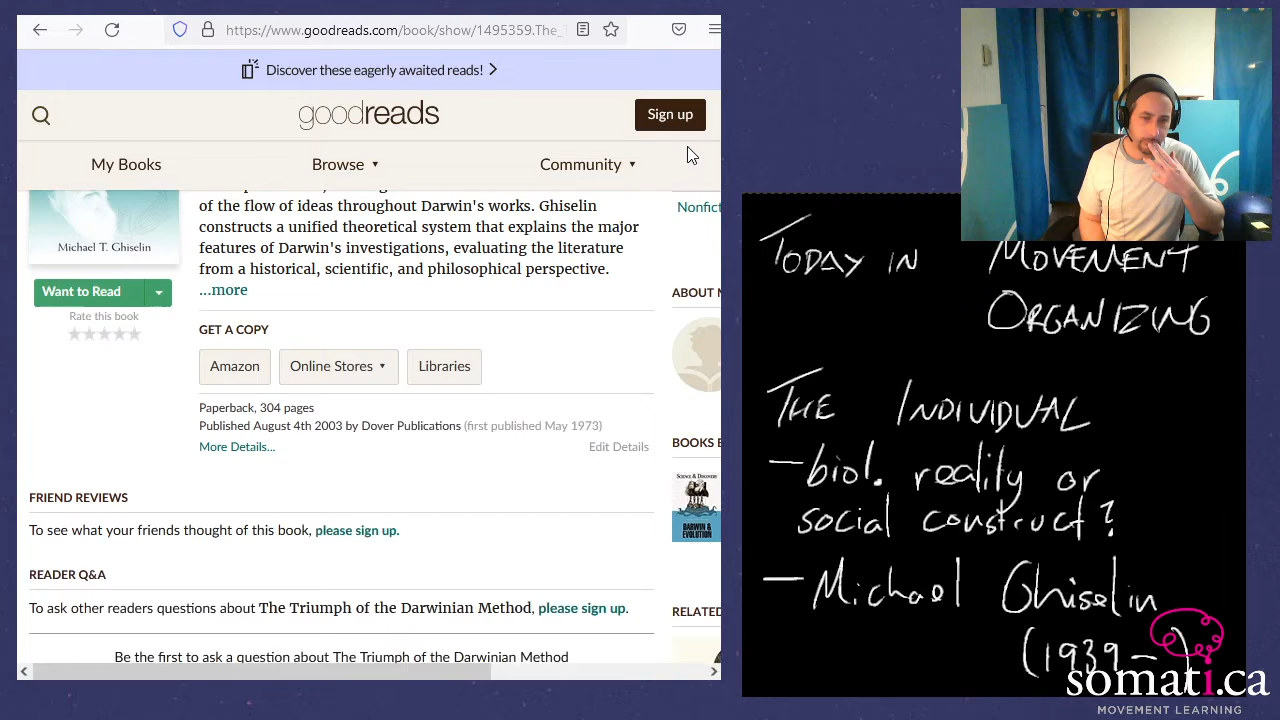 https://www.goodreads.com/book/show/1495359.The_T
Discover these eagerly awaited reads!
goodreads
Sign up
My Books
Browse
Community
of the flow of ideas throughout Darwin's works. Ghiselin
constructs a unified theoretical system that explains the major
features of Darwin's investigations, evaluating the literature
from a historical, scientific, and philosophical perspective.
...more
Michael T. Ghiselin
Want to Read
Rate this book
GET A COPY
Amazon
Online Stores
Libraries
Paperback, 304 pages
Published August 4th 2003 by Dover Publications (first published May 1973)
More Details...
Edit Details
FRIEND REVIEWS
To see what your friends thought of this book, please sign up.
READER Q&A
To ask other readers questions about The Triumph of the Darwinian Method, please sign up.
Be the first to ask a question about The Triumph of the Darwinian Method
Nonfict
ABOUT M
BOOKS B
SCIENCE & DISCOVERY
DARWIN &
EVOLUTION
RELATED
TODAY IN MOVEMENT
ORGANIZING
THE INDIVIDUAL
- biol. reality or
social construct?
- Michael Ghiselin
(1939 - )
somati.ca
MOVEMENT LEARNING